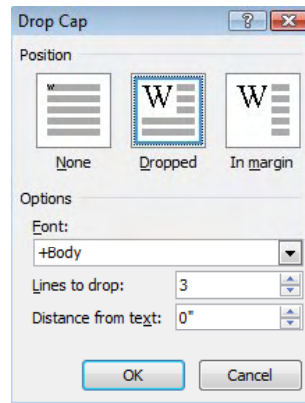 Drop Cap
Position
W W W
None Dropped In margin
Options
Font:
+Body
Lines to drop: 3
Distance from text: 0"
OK Cancel